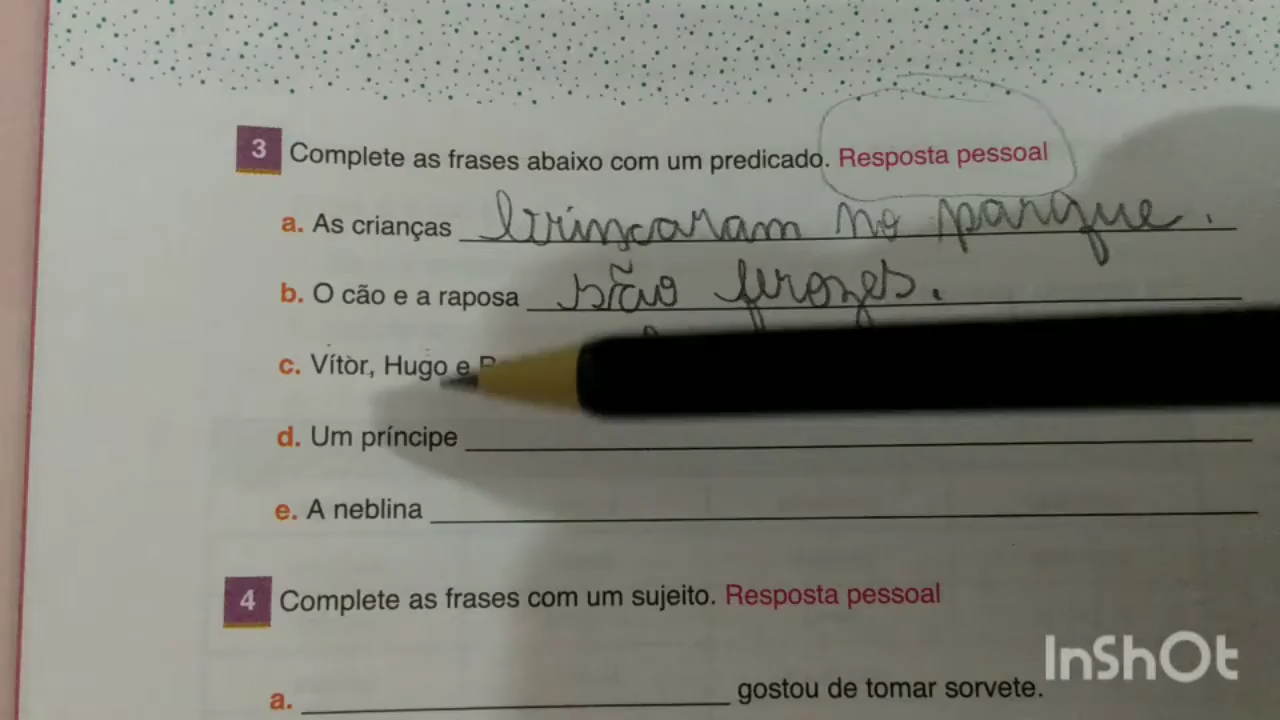 3 Complete as frases abaixo com um predicado. Resposta pessoal
a. As crianças brincaram no parque.
b. O cão e a raposa são ferozes.
c. Vítor, Hugo e
d. Um príncipe
e. A neblina
4 Complete as frases com um sujeito. Resposta pessoal
a. gostou de tomar sorvete.
InShOt